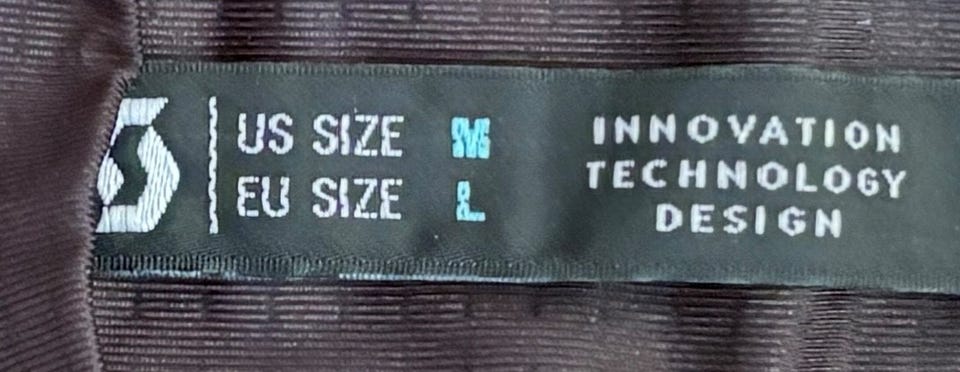 US SIZE M
EU SIZE L
INNOVATION
TECHNOLOGY
DESIGN